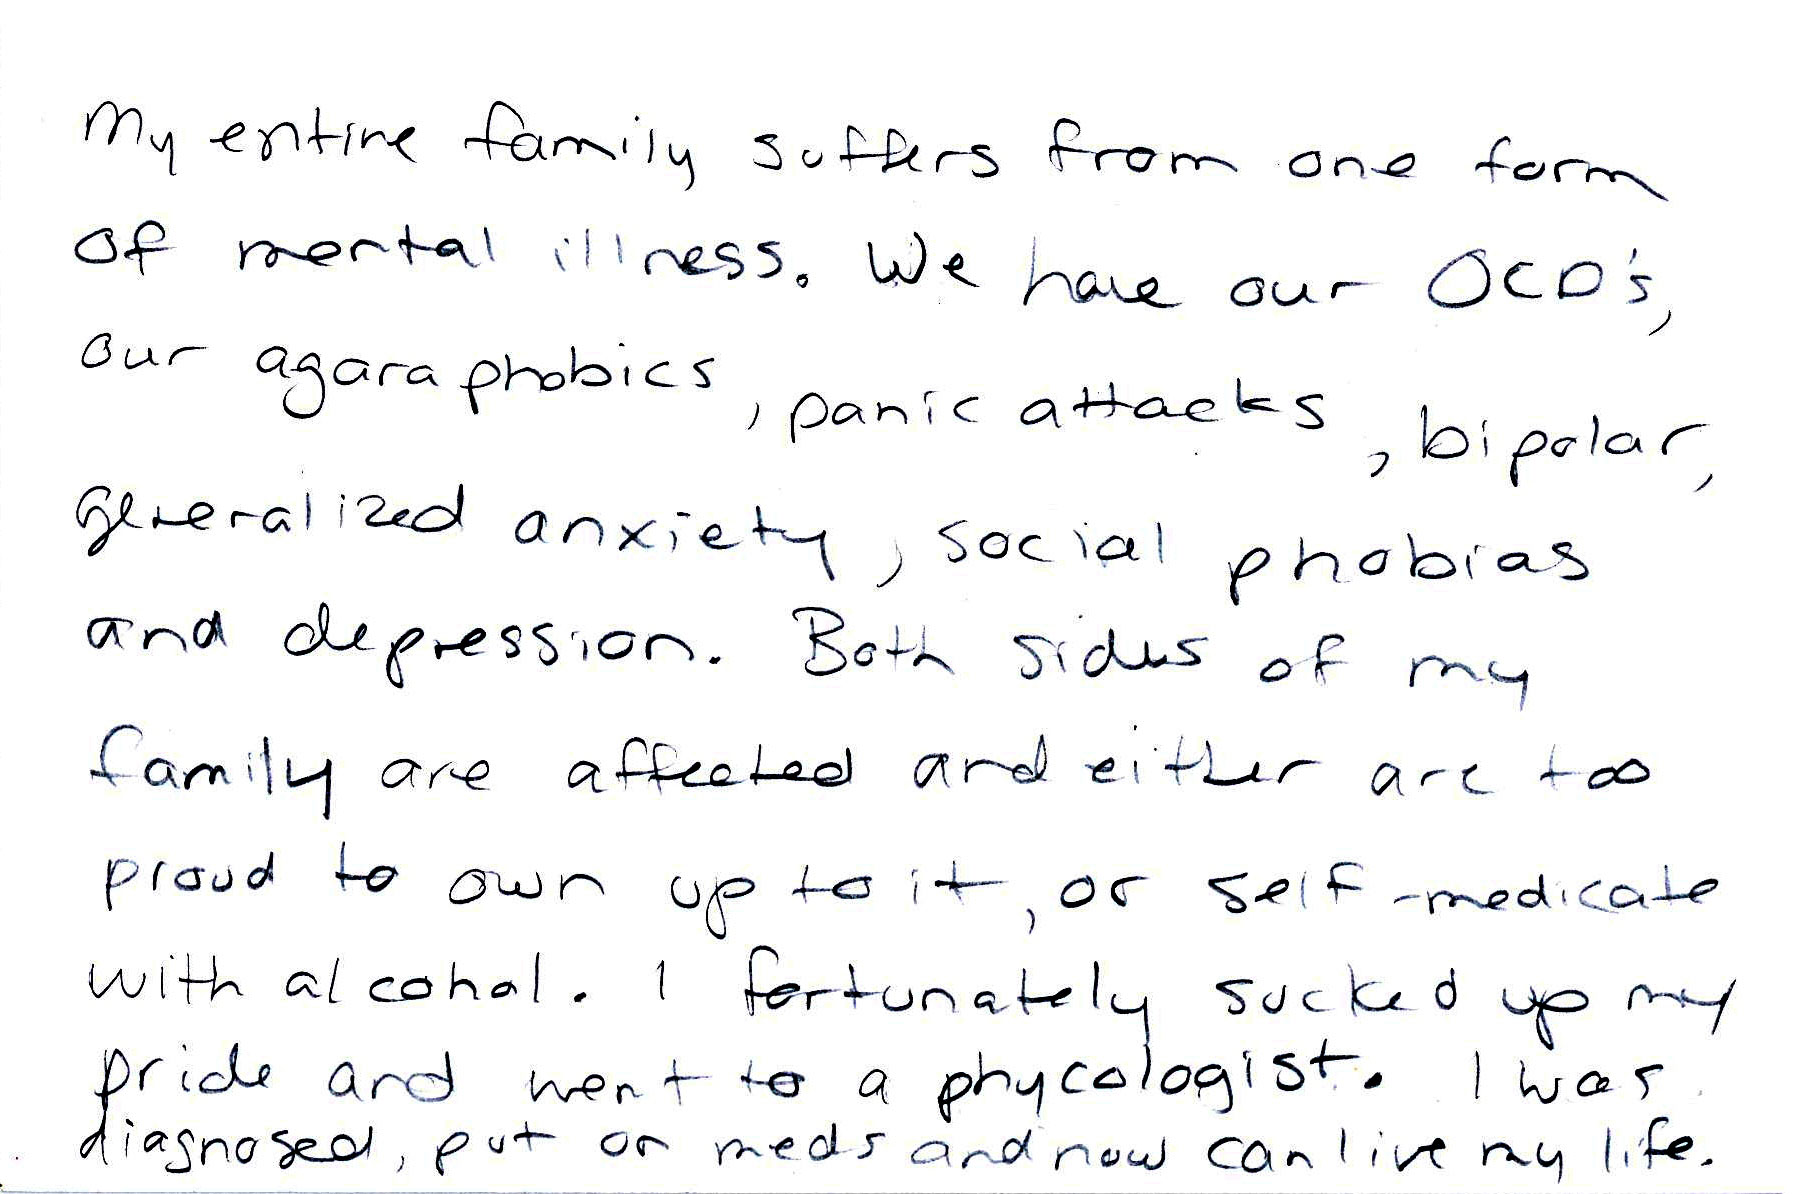 My entire family suffers from one form
of mental illness. We have our OCD's,
our agaraphobics, panic attacks, bipolar,
generalized anxiety, social phobias
and depression. Both sides of my
family are affected and either are too
proud to own up to it, or self-medicate
with alcohol. I fortunately sucked up my
pride and went to a phycologist. I was
diagnosed, put on meds and now can live my life.